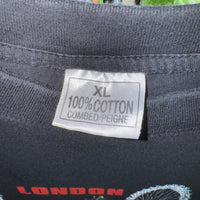 XL
100% COTTON
COMBED/PEIGNE
LONDON